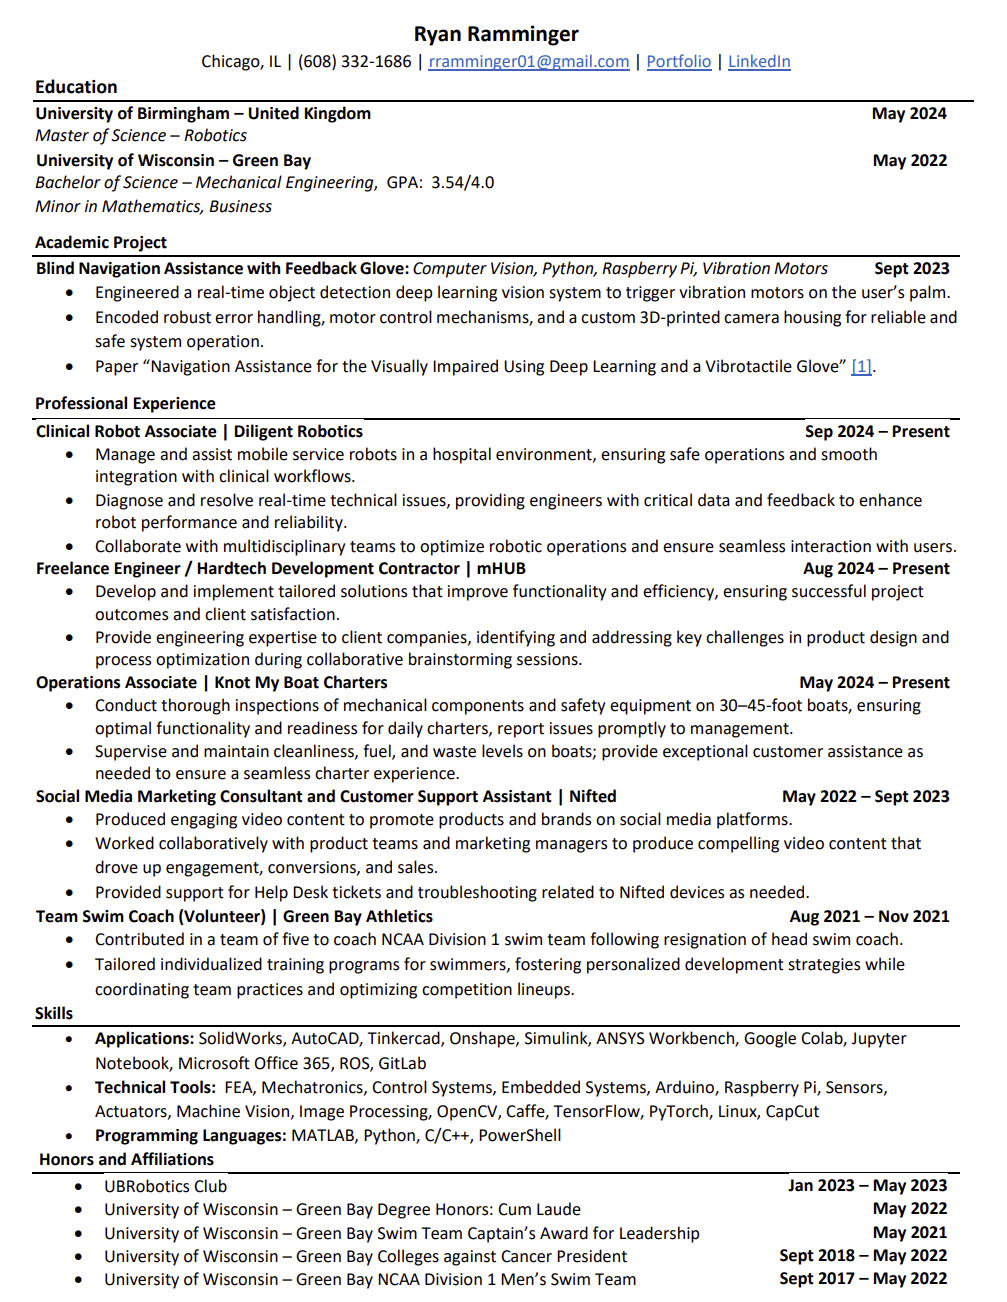 Ryan Ramminger
Chicago, IL | (608) 332-1686 | rramminger01@gmail.com | Portfolio | LinkedIn
Education
University of Birmingham – United Kingdom May 2024
Master of Science – Robotics
University of Wisconsin – Green Bay May 2022
Bachelor of Science – Mechanical Engineering, GPA: 3.54/4.0
Minor in Mathematics, Business
Academic Project
Blind Navigation Assistance with Feedback Glove: Computer Vision, Python, Raspberry Pi, Vibration Motors Sept 2023
• Engineered a real-time object detection deep learning vision system to trigger vibration motors on the user’s palm.
• Encoded robust error handling, motor control mechanisms, and a custom 3D-printed camera housing for reliable and
safe system operation.
• Paper “Navigation Assistance for the Visually Impaired Using Deep Learning and a Vibrotactile Glove” [1].
Professional Experience
Clinical Robot Associate | Diligent Robotics Sep 2024 – Present
• Manage and assist mobile service robots in a hospital environment, ensuring safe operations and smooth
integration with clinical workflows.
• Diagnose and resolve real-time technical issues, providing engineers with critical data and feedback to enhance
robot performance and reliability.
• Collaborate with multidisciplinary teams to optimize robotic operations and ensure seamless interaction with users.
Freelance Engineer / Hardtech Development Contractor | mHUB Aug 2024 – Present
• Develop and implement tailored solutions that improve functionality and efficiency, ensuring successful project
outcomes and client satisfaction.
• Provide engineering expertise to client companies, identifying and addressing key challenges in product design and
process optimization during collaborative brainstorming sessions.
Operations Associate | Knot My Boat Charters May 2024 – Present
• Conduct thorough inspections of mechanical components and safety equipment on 30–45-foot boats, ensuring
optimal functionality and readiness for daily charters, report issues promptly to management.
• Supervise and maintain cleanliness, fuel, and waste levels on boats; provide exceptional customer assistance as
needed to ensure a seamless charter experience.
Social Media Marketing Consultant and Customer Support Assistant | Nifted May 2022 – Sept 2023
• Produced engaging video content to promote products and brands on social media platforms.
• Worked collaboratively with product teams and marketing managers to produce compelling video content that
drove up engagement, conversions, and sales.
• Provided support for Help Desk tickets and troubleshooting related to Nifted devices as needed.
Team Swim Coach (Volunteer) | Green Bay Athletics Aug 2021 – Nov 2021
• Contributed in a team of five to coach NCAA Division 1 swim team following resignation of head swim coach.
• Tailored individualized training programs for swimmers, fostering personalized development strategies while
coordinating team practices and optimizing competition lineups.
Skills
• Applications: SolidWorks, AutoCAD, Tinkercad, Onshape, Simulink, ANSYS Workbench, Google Colab, Jupyter
Notebook, Microsoft Office 365, ROS, GitLab
• Technical Tools: FEA, Mechatronics, Control Systems, Embedded Systems, Arduino, Raspberry Pi, Sensors,
Actuators, Machine Vision, Image Processing, OpenCV, Caffe, TensorFlow, PyTorch, Linux, CapCut
• Programming Languages: MATLAB, Python, C/C++, PowerShell
Honors and Affiliations
• UBRobotics Club Jan 2023 – May 2023
• University of Wisconsin – Green Bay Degree Honors: Cum Laude May 2022
• University of Wisconsin – Green Bay Swim Team Captain’s Award for Leadership May 2021
• University of Wisconsin – Green Bay Colleges against Cancer President Sept 2018 – May 2022
• University of Wisconsin – Green Bay NCAA Division 1 Men’s Swim Team Sept 2017 – May 2022